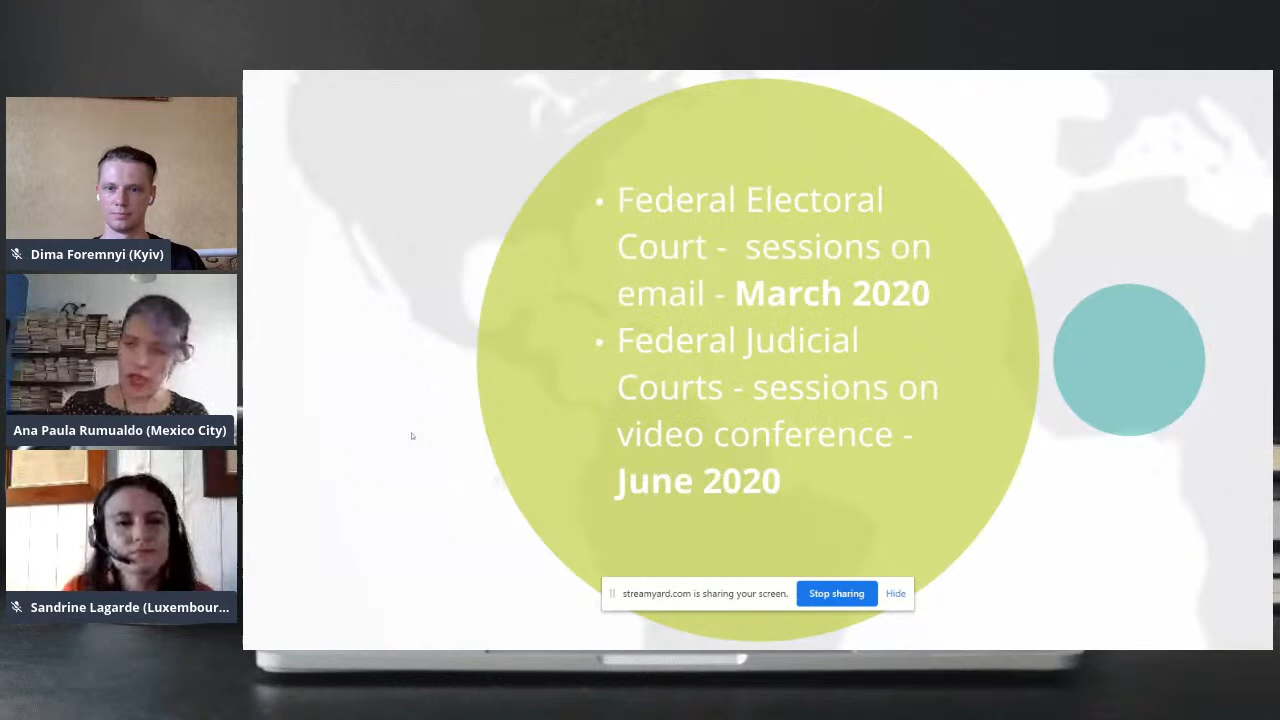 Dima Foremnyi (Kyiv)
Ana Paula Rumualdo (Mexico City)
Sandrine Lagarde (Luxembour...
• Federal Electoral
Court - sessions on
email - March 2020
• Federal Judicial
Courts - sessions on
video conference -
June 2020
streamyard.com is sharing your screen. Stop sharing Hide